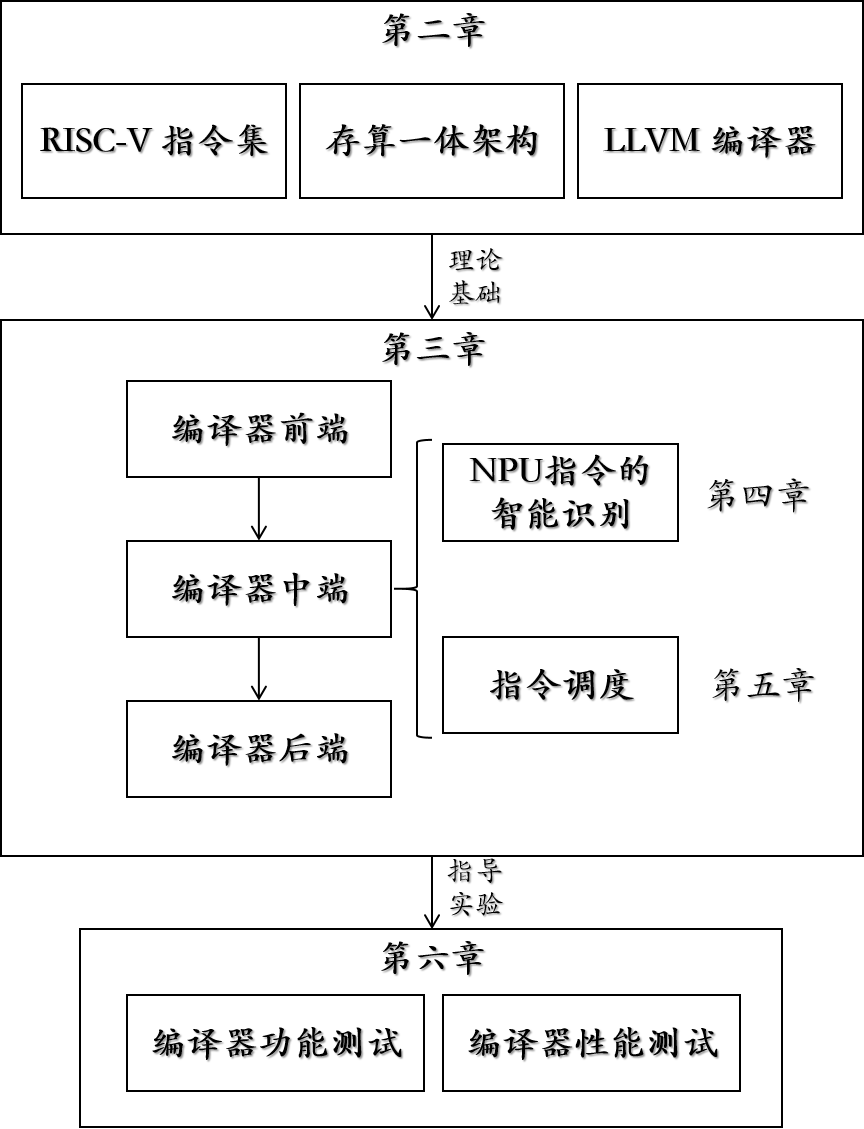 第二章
RISC-V 指令集
存算一体架构
LLVM 编译器
理论
基础
第三章
编译器前端
NPU指令的
智能识别
第四章
编译器中端
指令调度
第五章
编译器后端
指导
实验
第六章
编译器功能测试
编译器性能测试